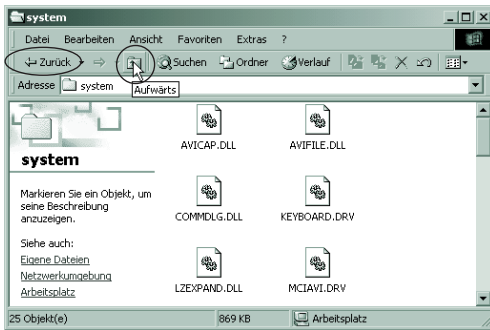 system
Datei Bearbeiten Ansicht Favoriten Extras ?
Zurück Suchen Ordner Verlauf
Adresse system
Aufwärts
system
Markieren Sie ein Objekt, um
seine Beschreibung
anzuzeigen.
Siehe auch:
Eigene Dateien
Netzwerkumgebung
Arbeitsplatz
AVICAP.DLL AVIFILE.DLL
COMMDLG.DLL KEYBOARD.DRV
LZEXPAND.DLL MCIAVI.DRV
25 Objekt(e) 869 KB Arbeitsplatz